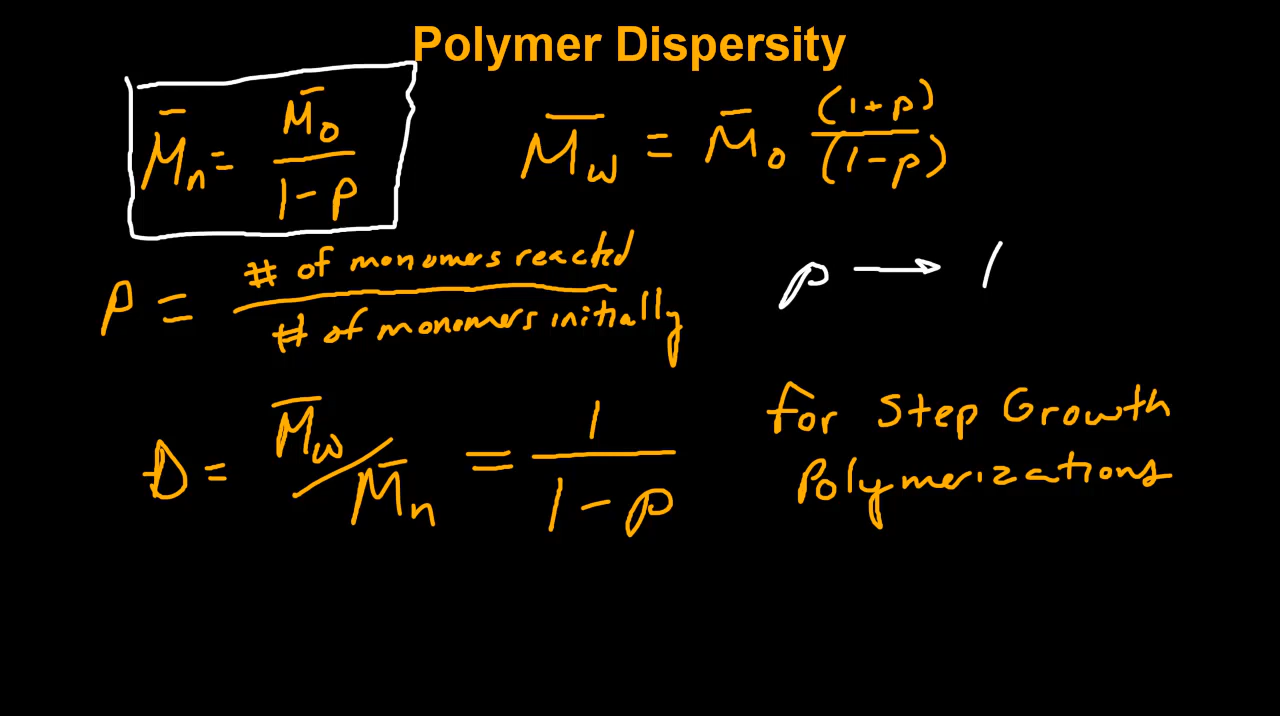 Polymer Dispersity
M̄n = M̄o / 1 - p
M̄w = M̄o (1 + p) / (1 - p)
P = # of monomers reacted / # of monomers initially
p → 1
Đ = M̄w / M̄n = 1 / 1 - p
for Step Growth
Polymerizations